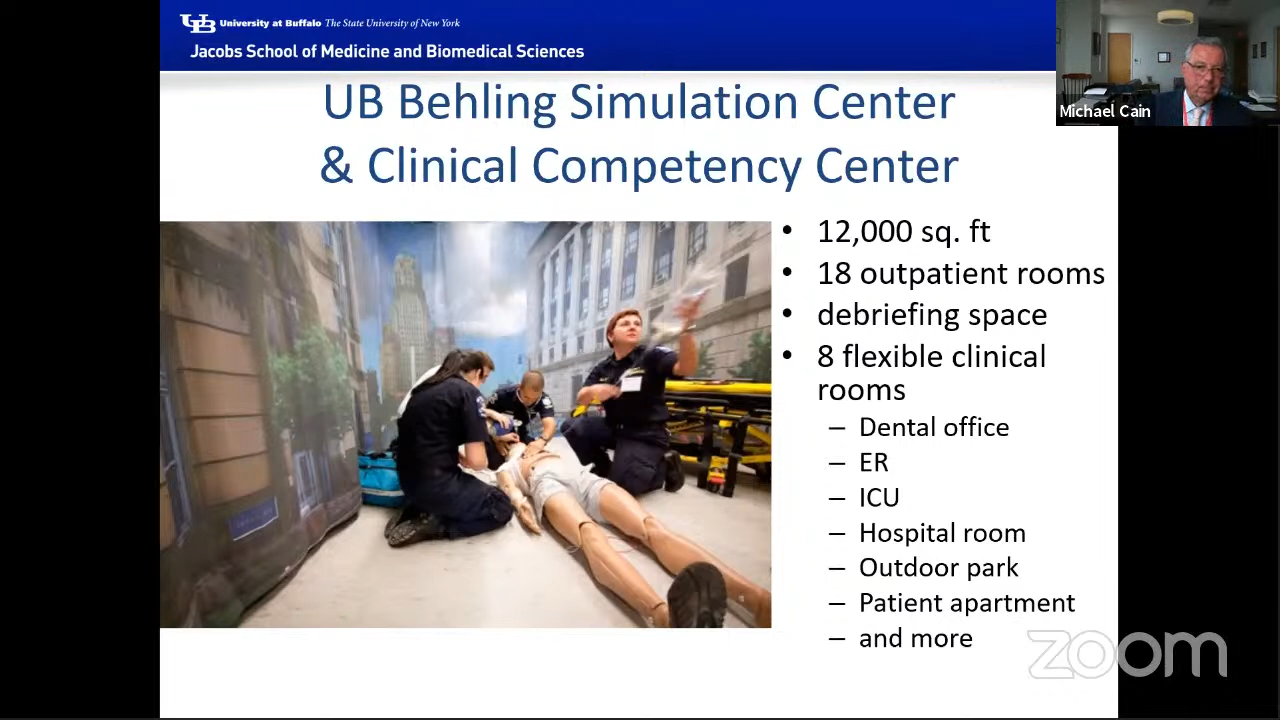 UB University at Buffalo The State University of New York
Jacobs School of Medicine and Biomedical Sciences
Michael Cain
UB Behling Simulation Center
& Clinical Competency Center
• 12,000 sq. ft
• 18 outpatient rooms
• debriefing space
• 8 flexible clinical
rooms
– Dental office
– ER
– ICU
– Hospital room
– Outdoor park
– Patient apartment
– and more
zoom